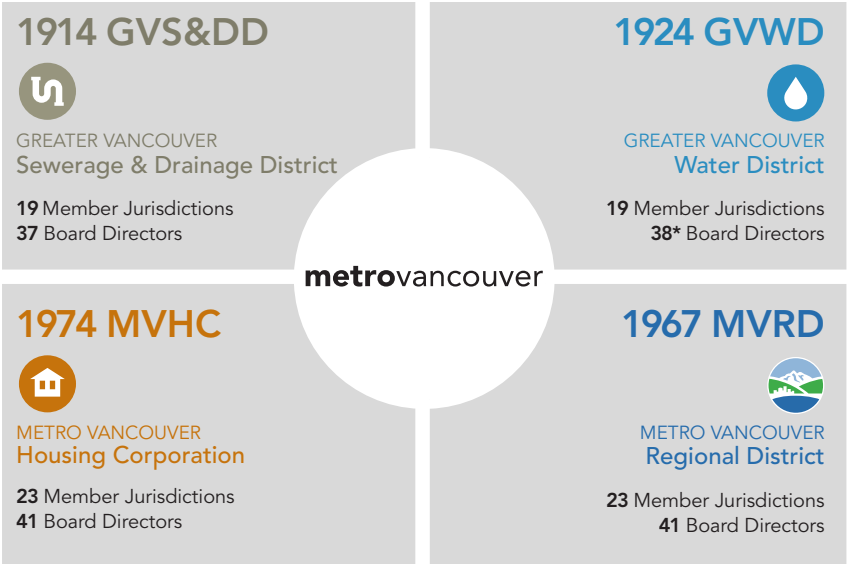 1914 GVS&DD
GREATER VANCOUVER
Sewerage & Drainage District
19 Member Jurisdictions
37 Board Directors
1924 GVWD
GREATER VANCOUVER
Water District
19 Member Jurisdictions
38* Board Directors
metrovancouver
1974 MVHC
METRO VANCOUVER
Housing Corporation
23 Member Jurisdictions
41 Board Directors
1967 MVRD
METRO VANCOUVER
Regional District
23 Member Jurisdictions
41 Board Directors